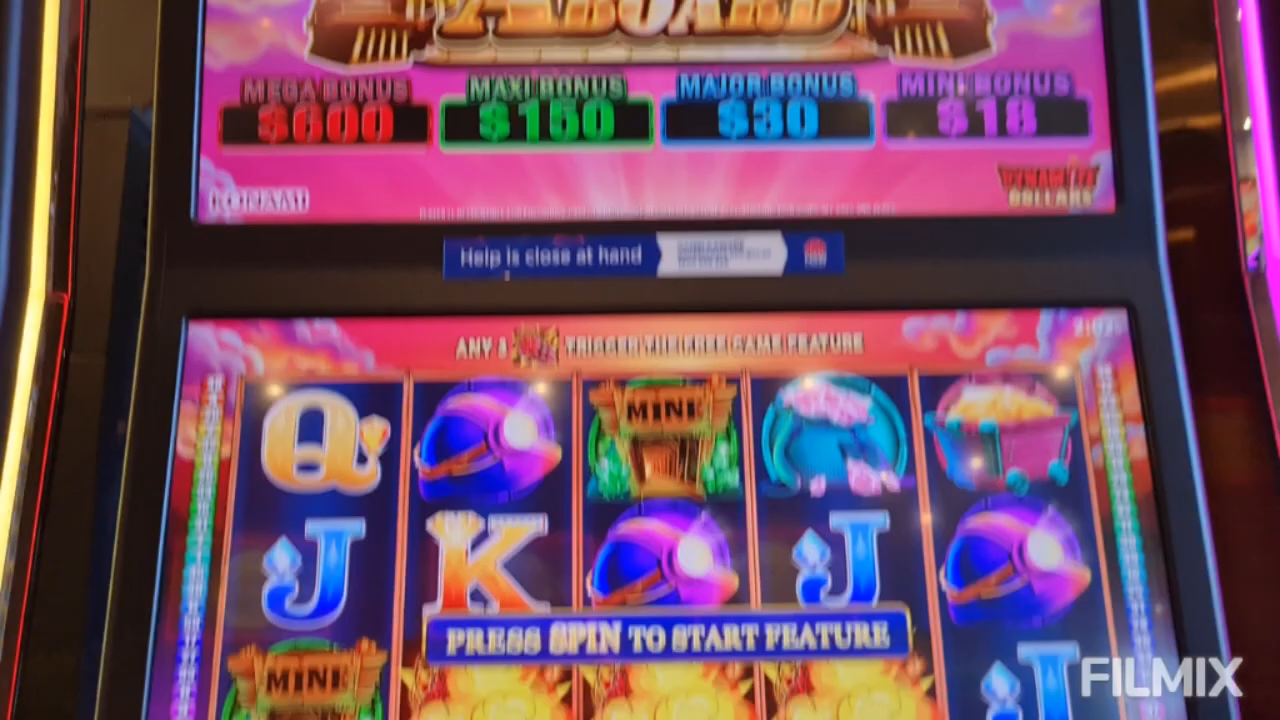 ABOARD
MEGA BONUS MAXI BONUS MAJOR BONUS MINI BONUS
$600 $150 $30 $18
KONAMI
DYNAMITE
DOLLARS
Help is close at hand
ANY 3 TRIGGER THE FREE GAME FEATURE
Q MINE
J K J
PRESS SPIN TO START FEATURE
MINE J
FILMIX